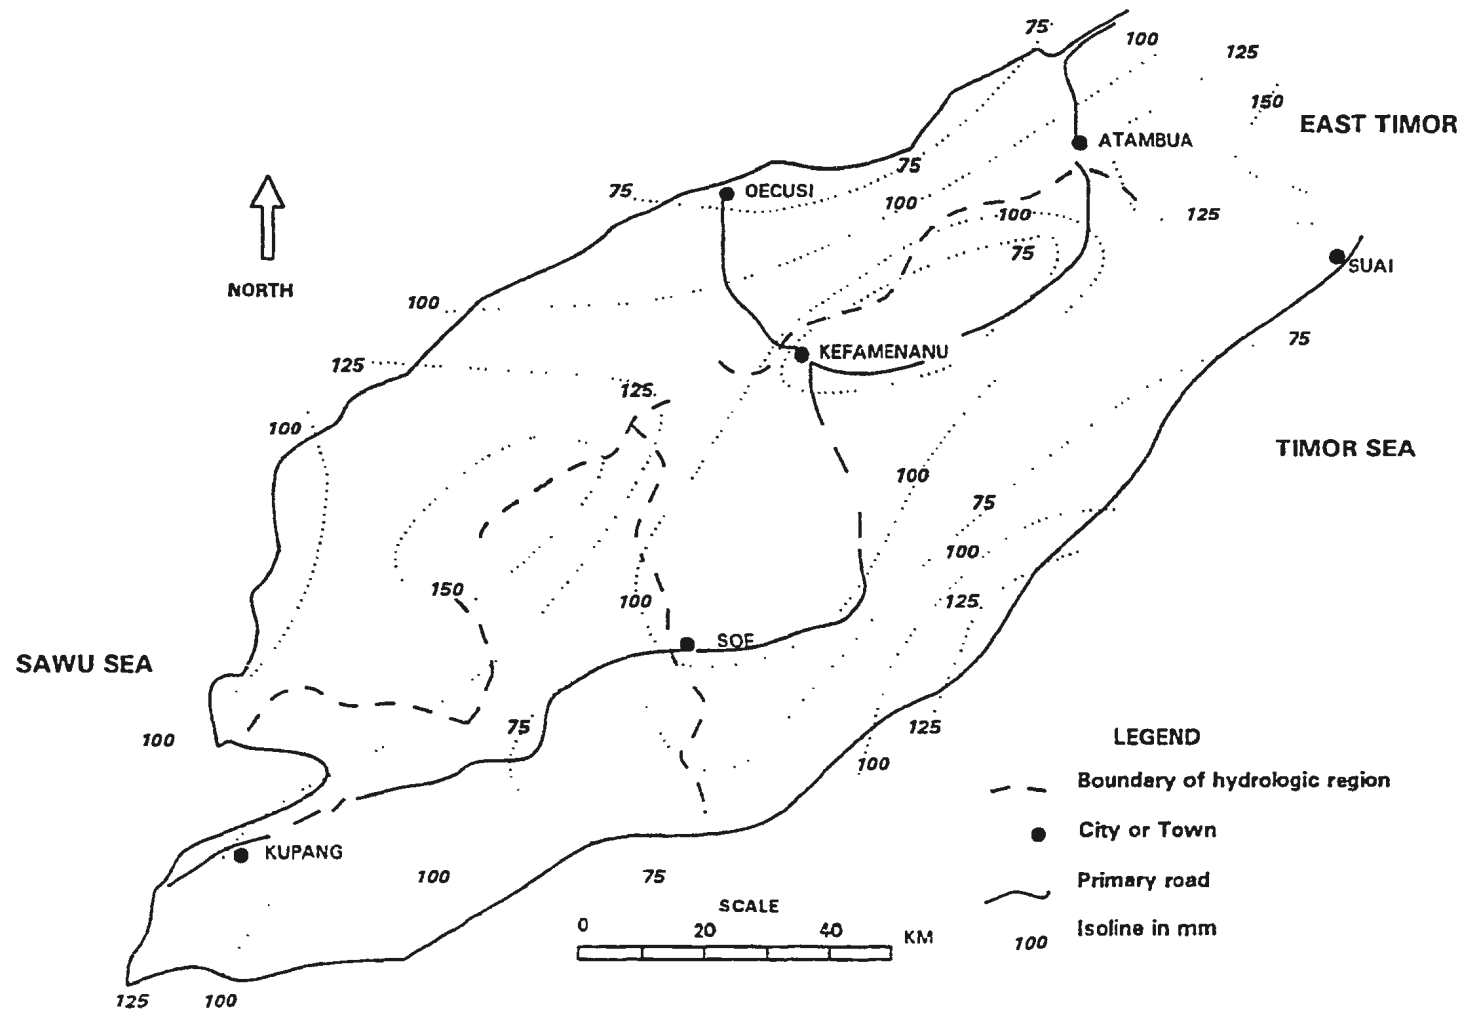 75
100
125
150
EAST TIMOR
ATAMBUA
75
75
OECUSI
100
100
125
75
SUAI
NORTH
100
75
KEFAMENANU
125
125
100
TIMOR SEA
100
75
100
150
100
125
SOE
SAWU SEA
75
125
100
LEGEND
100
Boundary of hydrologic region
City or Town
KUPANG
100
75
Primary road
SCALE
0 20 40 KM
100 Isoline in mm
125 100